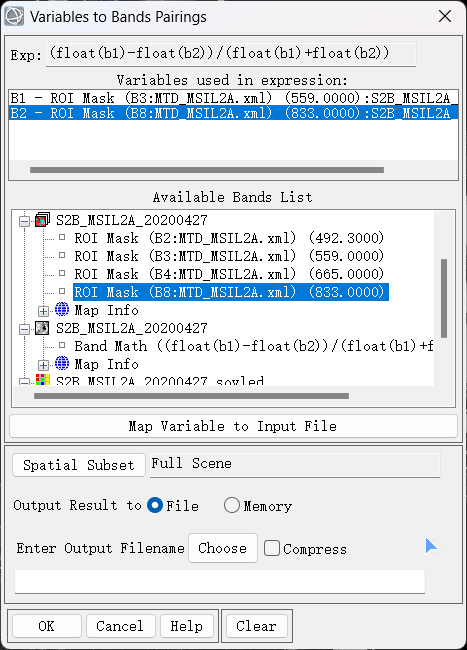 Variables to Bands Pairings
Exp: (float(b1)-float(b2))/(float(b1)+float(b2))
Variables used in expression:
B1 - ROI Mask (B3:MTD_MSIL2A.xml) (559.0000):S2B_MSIL2A_
B2 - ROI Mask (B8:MTD_MSIL2A.xml) (833.0000):S2B_MSIL2A_
Available Bands List
S2B_MSIL2A_20200427
ROI Mask (B2:MTD_MSIL2A.xml) (492.3000)
ROI Mask (B3:MTD_MSIL2A.xml) (559.0000)
ROI Mask (B4:MTD_MSIL2A.xml) (665.0000)
ROI Mask (B8:MTD_MSIL2A.xml) (833.0000)
Map Info
S2B_MSIL2A_20200427
Band Math ((float(b1)-float(b2))/(float(b1)+f
Map Info
S2B_MSIL2A_20200427
Map Variable to Input File
Spatial Subset Full Scene
Output Result to File Memory
Enter Output Filename Choose Compress
OK Cancel Help Clear